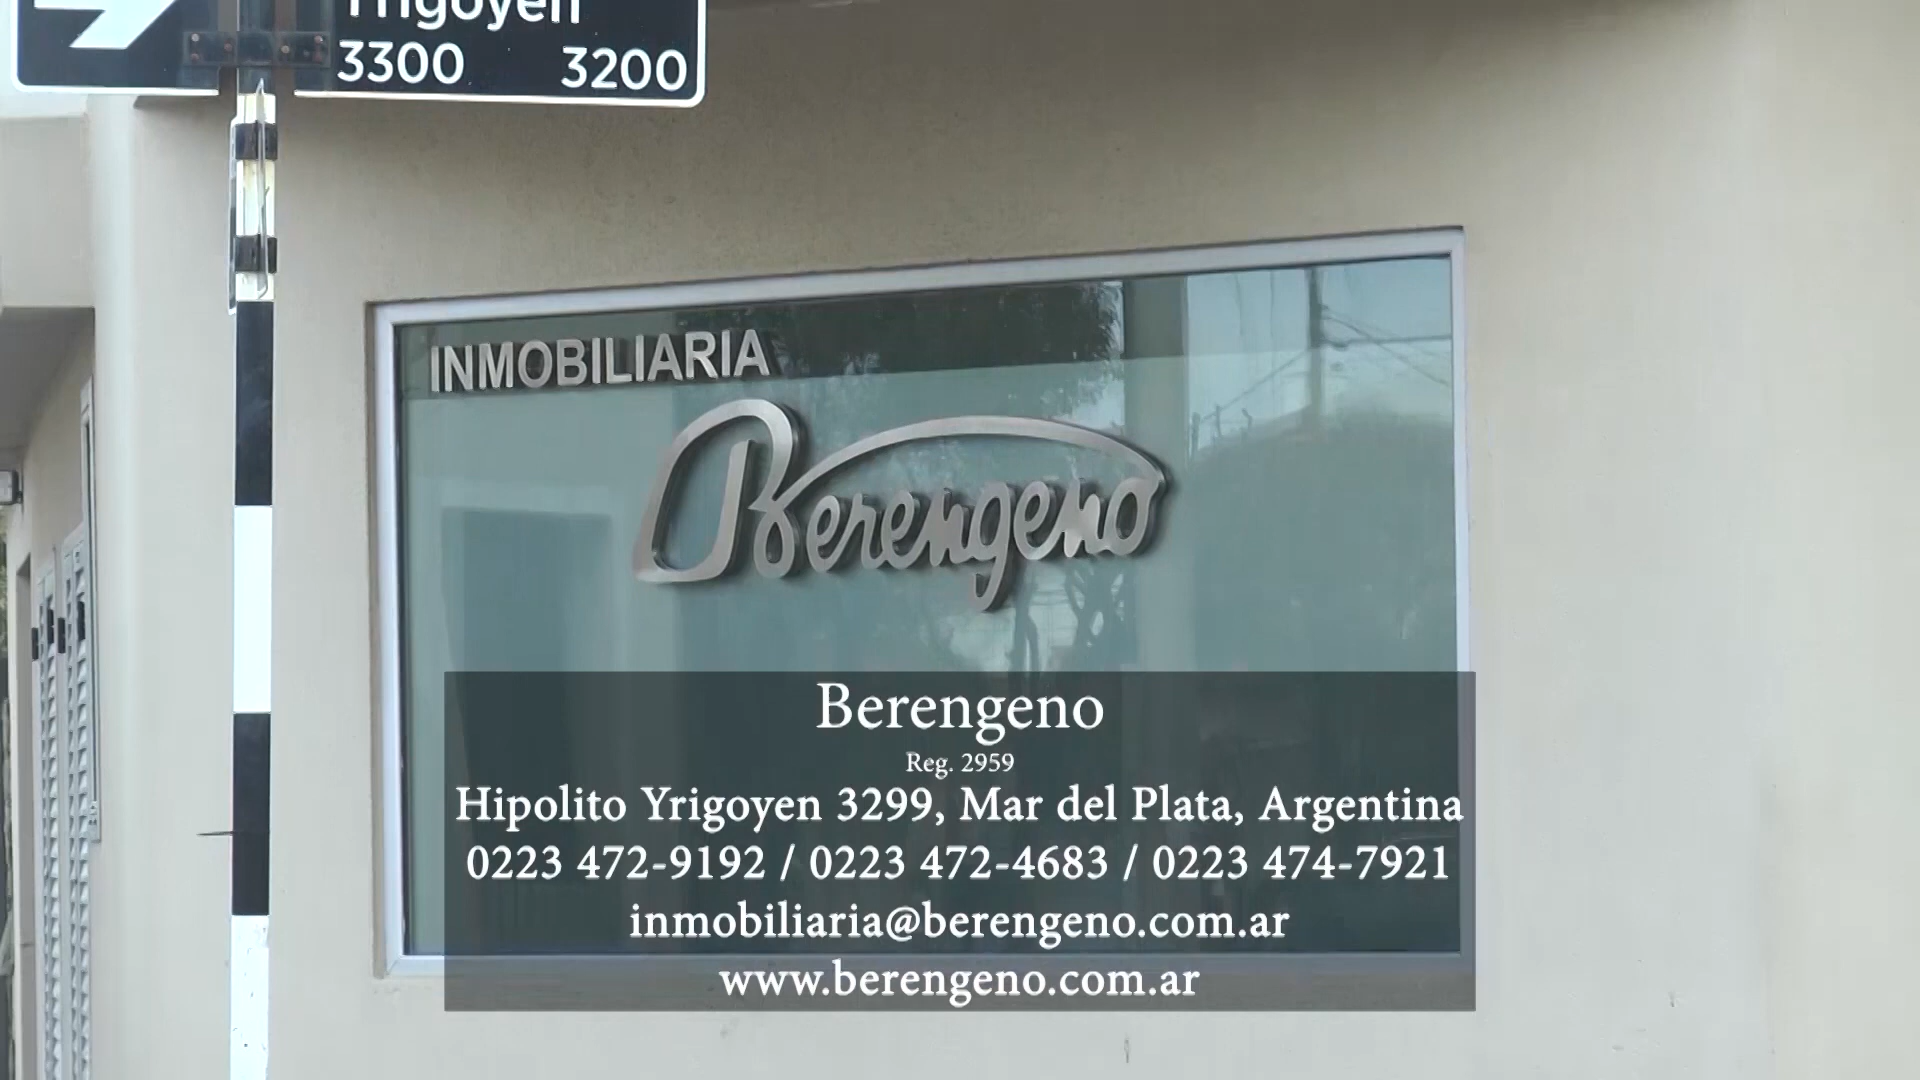 Yrigoyen
3300 3200
INMOBILIARIA
Berengeno
Berengeno
Reg. 2959
Hipolito Yrigoyen 3299, Mar del Plata, Argentina
0223 472-9192 / 0223 472-4683 / 0223 474-7921
inmobiliaria@berengeno.com.ar
www.berengeno.com.ar